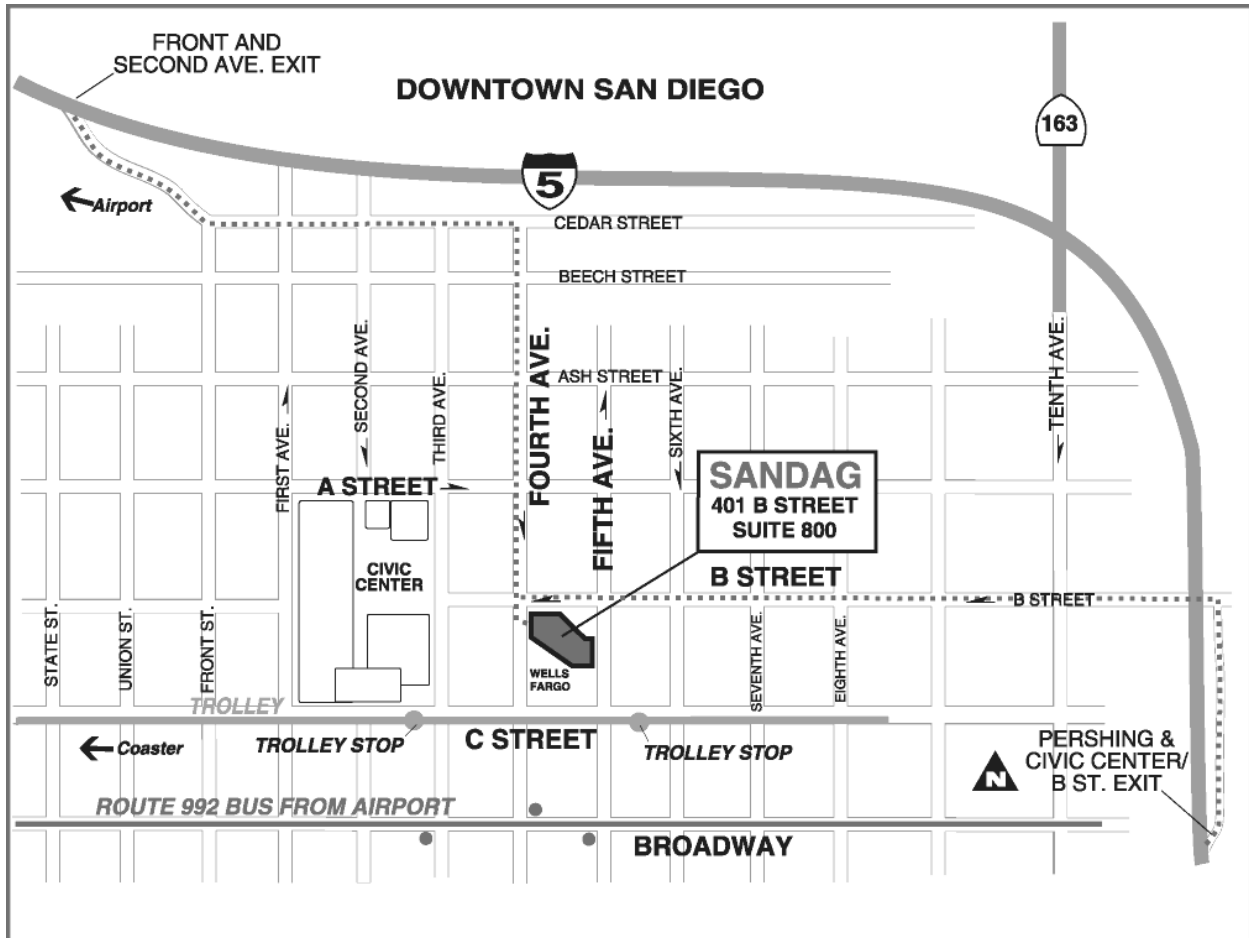 FRONT AND
SECOND AVE. EXIT
DOWNTOWN SAN DIEGO
163
5
Airport
CEDAR STREET
BEECH STREET
ASH STREET
FIRST AVE.
SECOND AVE.
THIRD AVE.
FOURTH AVE.
FIFTH AVE.
SIXTH AVE.
TENTH AVE.
A STREET
SANDAG
401 B STREET
SUITE 800
CIVIC
CENTER
B STREET
B STREET
STATE ST.
UNION ST.
FRONT ST.
WELLS
FARGO
SEVENTH AVE.
EIGHTH AVE.
TROLLEY
TROLLEY STOP
C STREET
TROLLEY STOP
Coaster
PERSHING &
CIVIC CENTER/
B ST. EXIT
N
ROUTE 992 BUS FROM AIRPORT
BROADWAY